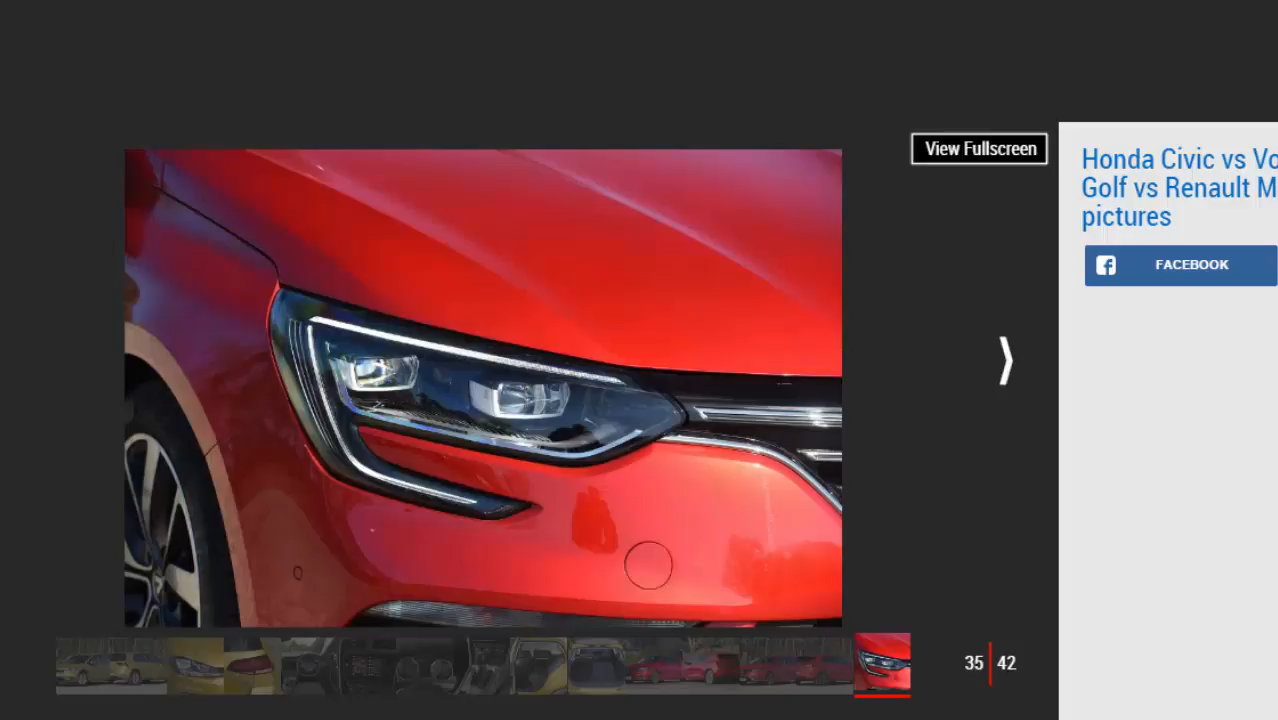 View Fullscreen
Honda Civic vs Vo
Golf vs Renault M
pictures
FACEBOOK
35 42